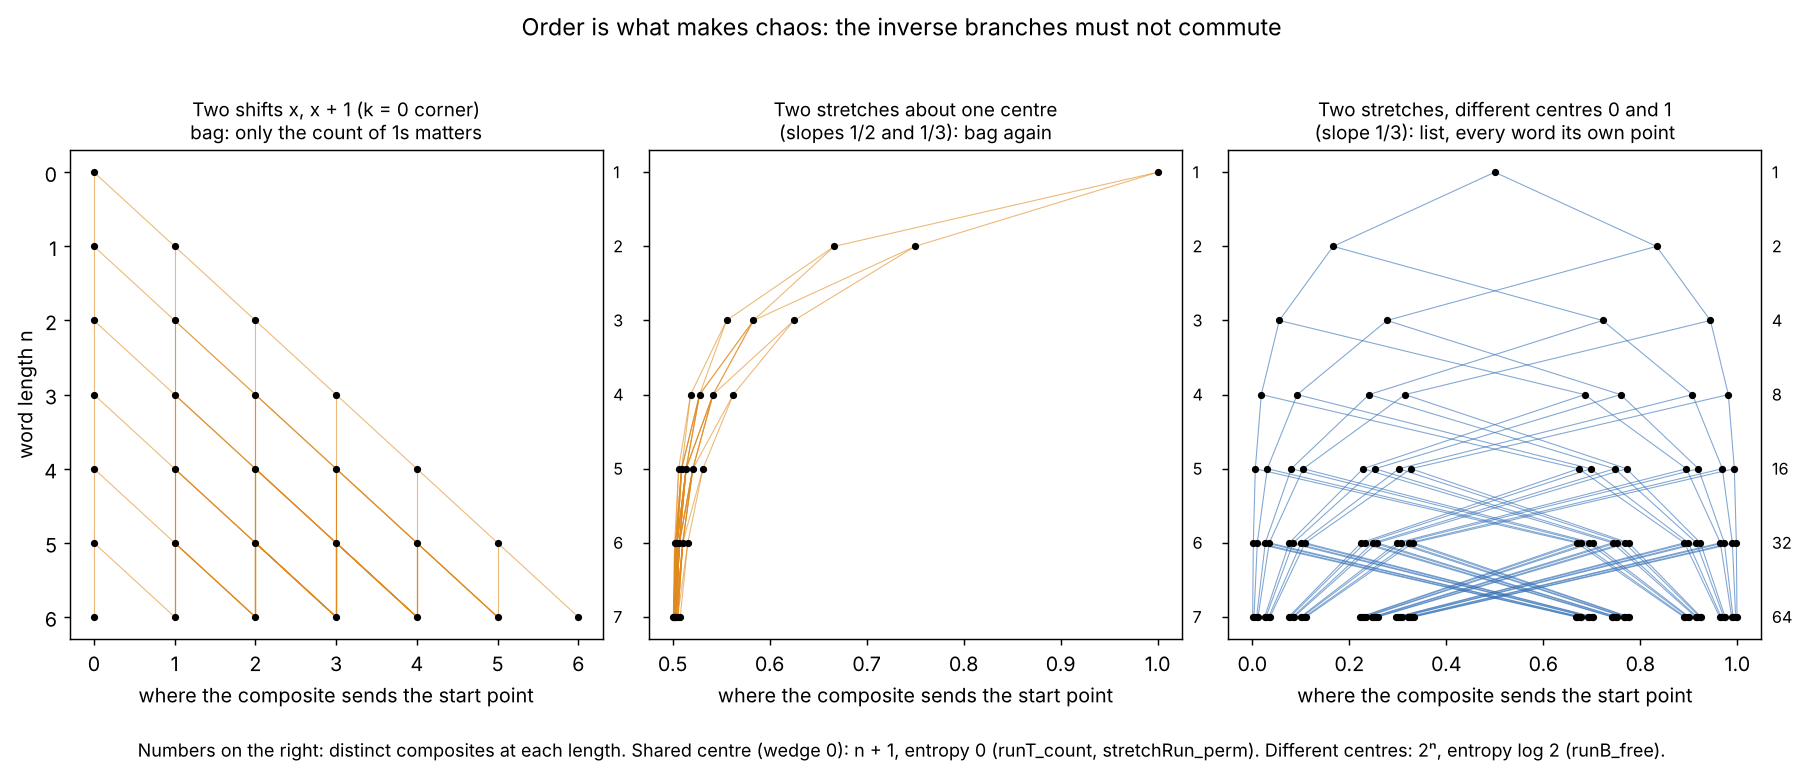 Order is what makes chaos: the inverse branches must not commute
Two shifts x, x + 1 (k = 0 corner)
bag: only the count of 1s matters
word length n
0
1
2
3
4
5
6
0 1 2 3 4 5 6
where the composite sends the start point
1
2
3
4
5
6
7
Two stretches about one centre
(slopes 1/2 and 1/3): bag again
0.5 0.6 0.7 0.8 0.9 1.0
where the composite sends the start point
1
2
3
4
5
6
7
Two stretches, different centres 0 and 1
(slope 1/3): list, every word its own point
0.0 0.2 0.4 0.6 0.8 1.0
where the composite sends the start point
1
2
4
8
16
32
64
Numbers on the right: distinct composites at each length. Shared centre (wedge 0): n + 1, entropy 0 (runT_count, stretchRun_perm). Different centres: 2ⁿ, entropy log 2 (runB_free).